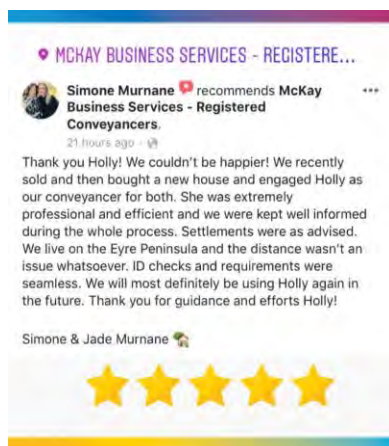 MCKAY BUSINESS SERVICES - REGISTERE...
Simone Murnane recommends McKay
Business Services - Registered
Conveyancers.
21 hours ago
Thank you Holly! We couldn't be happier! We recently
sold and then bought a new house and engaged Holly as
our conveyancer for both. She was extremely
professional and efficient and we were kept well informed
during the whole process. Settlements were as advised.
We live on the Eyre Peninsula and the distance wasn't an
issue whatsoever. ID checks and requirements were
seamless. We will most definitely be using Holly again in
the future. Thank you for guidance and efforts Holly!
Simone & Jade Murnane